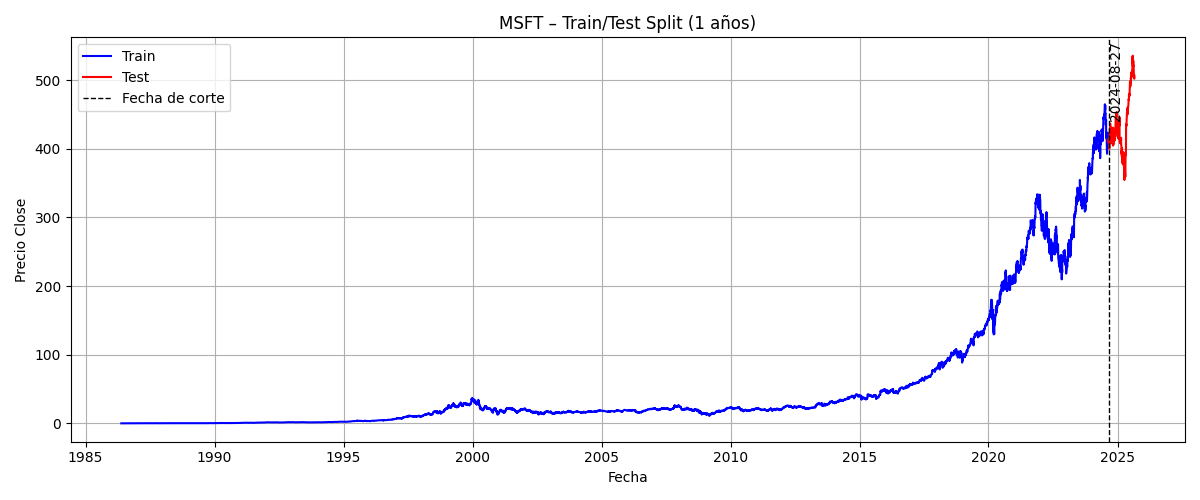 MSFT – Train/Test Split (1 años)
Train
Test
Fecha de corte
2024-08-27
Precio Close
500
400
300
200
100
0
1985
1990
1995
2000
2005
2010
2015
2020
2025
Fecha